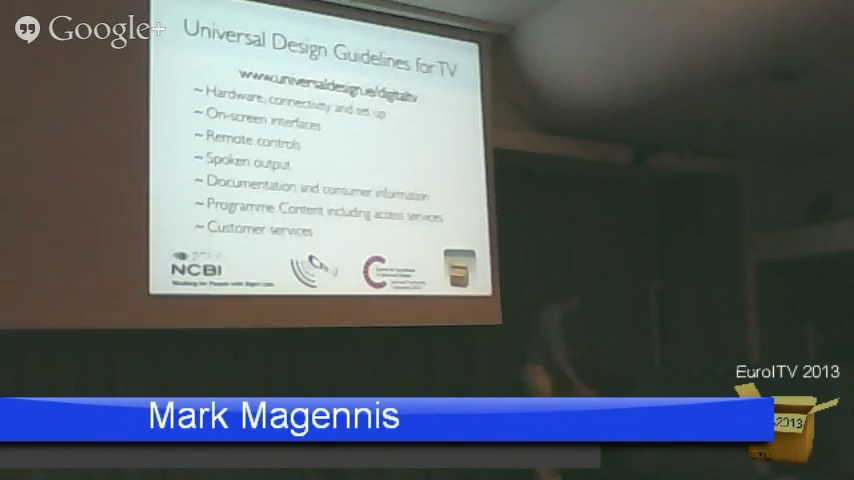 Google+
Universal Design Guidelines for TV
www.universaldesign.ie/digitaltv
~ Hardware, connectivity and set up
~ On-screen interfaces
~ Remote controls
~ Spoken output
~ Documentation and consumer information
~ Programme Content including access services
~ Customer services
NCBI
Working for People with Sight Loss
EuroITV 2013
Mark Magennis
2013